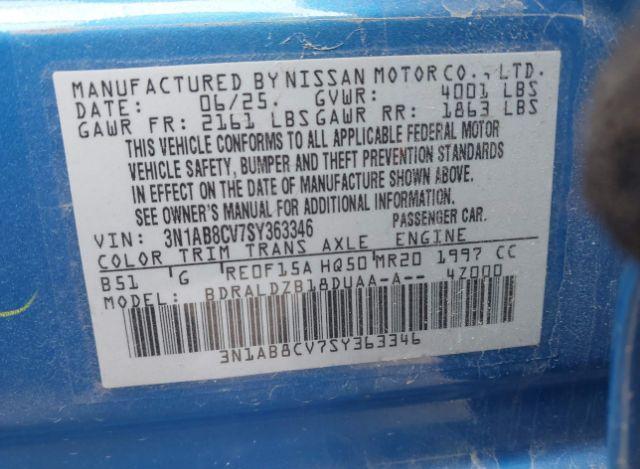 MANUFACTURED BY NISSAN MOTOR CO., LTD.
DATE: 06/25. GVWR: 4001 LBS
GAWR FR: 2161 LBS GAWR RR: 1863 LBS
THIS VEHICLE CONFORMS TO ALL APPLICABLE FEDERAL MOTOR
VEHICLE SAFETY, BUMPER AND THEFT PREVENTION STANDARDS
IN EFFECT ON THE DATE OF MANUFACTURE SHOWN ABOVE.
SEE OWNER'S MANUAL FOR ADDITIONAL INFORMATION.
VIN: 3N1AB8CV7SY363346 PASSENGER CAR.
COLOR TRIM TRANS AXLE ENGINE
B51 G RE0F15A HQ50 MR20 1997 CC
MODEL: BDRALDZB18DUAA-A-- 4Z000
3N1AB8CV7SY363346